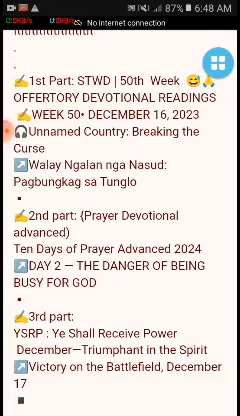 0KB/s
0KB/s
87% 6:48 AM
No internet connection
.
.
✍1st Part: STWD | 50th Week 😅🙏
OFFERTORY DEVOTIONAL READINGS
✍WEEK 50• DECEMBER 16, 2023
🎧Unnamed Country: Breaking the
Curse
↗Walay Ngalan nga Nasud:
Pagbungkag sa Tunglo
▪
✍2nd part: {Prayer Devotional
advanced)
Ten Days of Prayer Advanced 2024
↗DAY 2 — THE DANGER OF BEING
BUSY FOR GOD
▪
✍3rd part:
YSRP : Ye Shall Receive Power
December—Triumphant in the Spirit
↗Victory on the Battlefield, December
17
◾